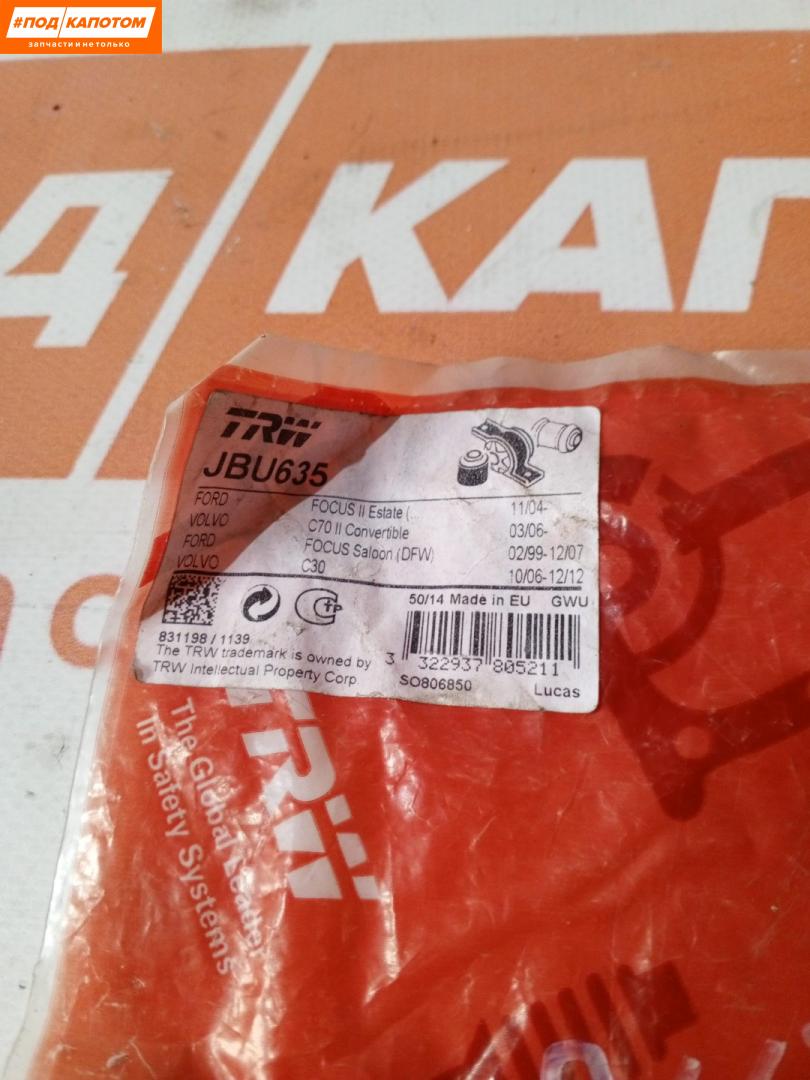 #ПОД КАПОТОМ
запчасти и не только
Д КАП
TRW
JBU635
FORD FOCUS II Estate (... 11/04-
VOLVO C70 II Convertible 03/06-
FORD FOCUS Saloon (DFW) 02/99-12/07
VOLVO C30 10/06-12/12
50/14 Made in EU GWU
831198 / 1139
The TRW trademark is owned by
TRW Intellectual Property Corp.
3 322937 805211
SO806850 Lucas
TRW
The Global Leader
in Safety Systems